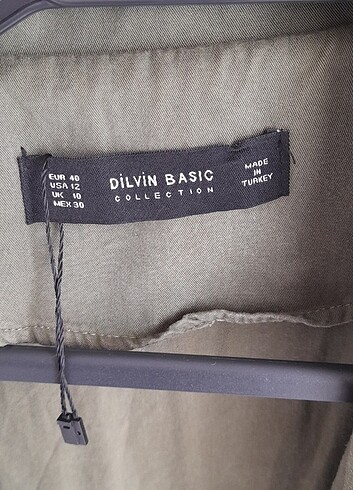 EUR 40
USA 12
UK 10
MEX 30
DİLVİN BASIC
COLLECTION
MADE
IN
TURKEY